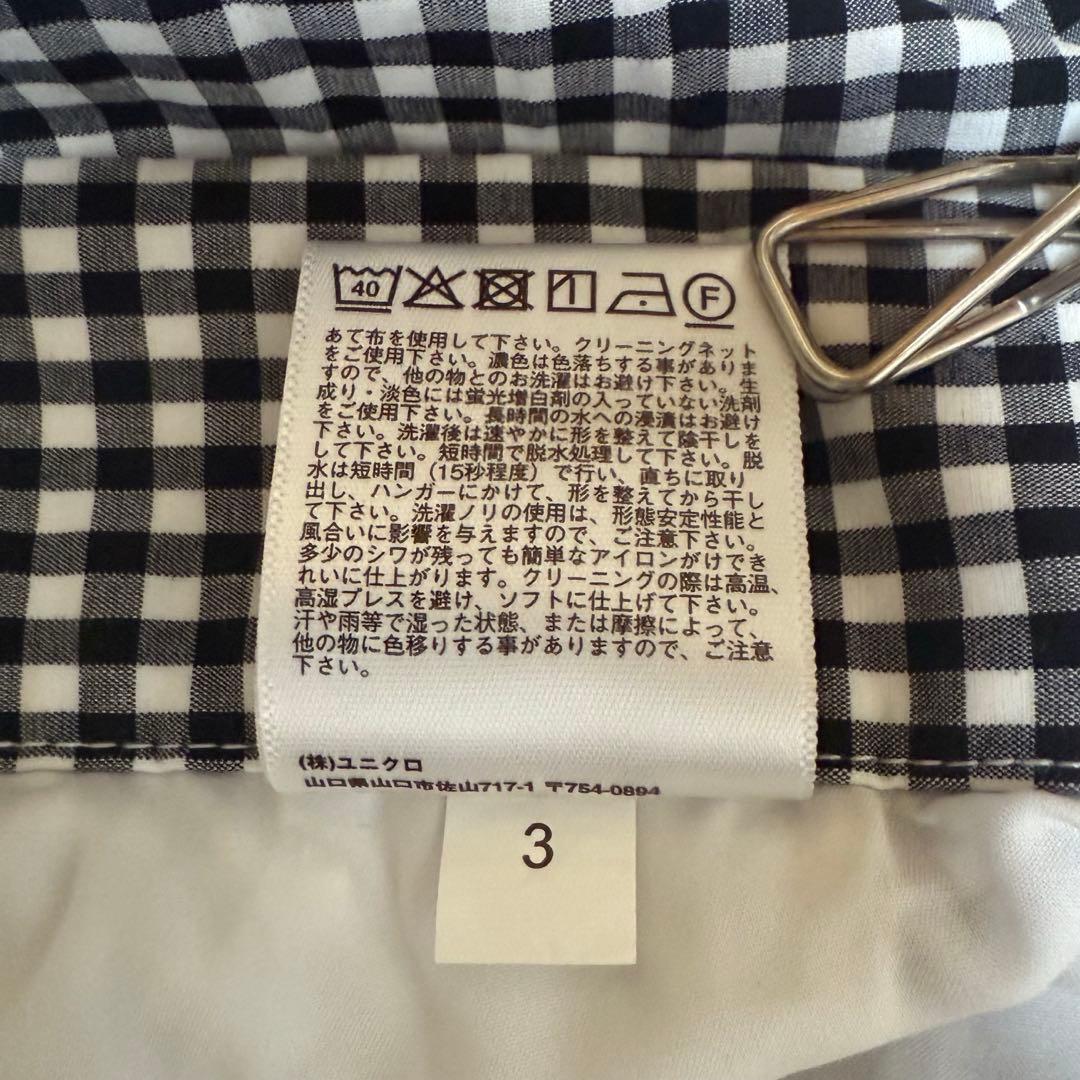 40 F
あて布を使用して下さい。クリーニングネット
をご使用下さい。濃色は色落ちする事がありま
すので、他の物とのお洗濯はお避け下さい。生
成り・淡色には蛍光増白剤の入っていない洗剤
をご使用下さい。長時間の水への浸漬はお避け
下さい。洗濯後は速やかに形を整えて陰干しを
して下さい。短時間で脱水処理して下さい。脱
水は短時間（15秒程度）で行い、直ちに取り
出し、ハンガーにかけて、形を整えてから干し
て下さい。洗濯ノリの使用は、形態安定性能と
風合いに影響を与えますので、ご注意下さい。
多少のシワが残っても簡単なアイロンがけでき
れいに仕上がります。クリーニングの際は高温、
高湿プレスを避け、ソフトに仕上げて下さい。
汗や雨等で湿った状態、または摩擦によって、
他の物に色移りする事がありますので、ご注意
下さい。
(株)ユニクロ
山口県山口市佐山717-1 〒754-0894
3